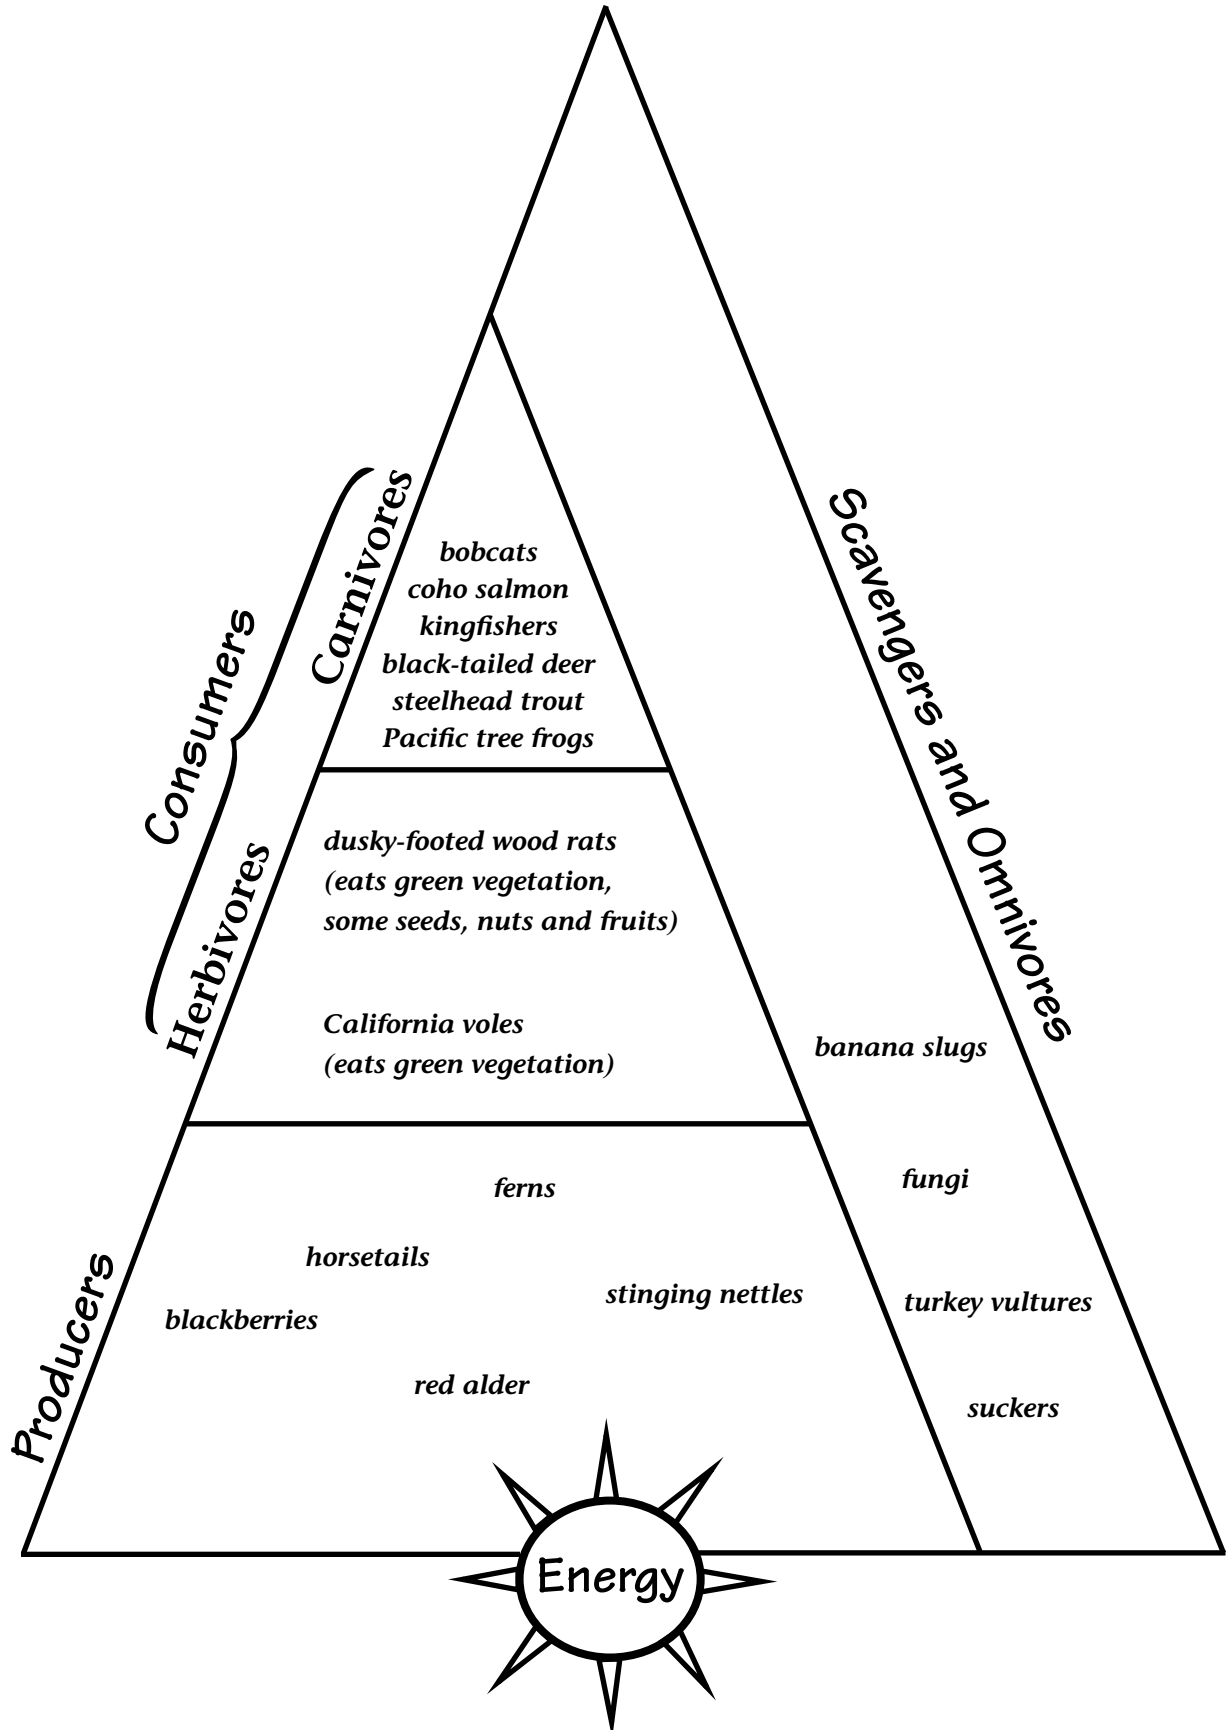 bobcats
coho salmon
kingfishers
black-tailed deer
steelhead trout
Pacific tree frogs
Carnivores
Consumers
Scavengers and Omnivores
dusky-footed wood rats
(eats green vegetation,
some seeds, nuts and fruits)
Herbivores
California voles
(eats green vegetation)
banana slugs
fungi
ferns
horsetails
stinging nettles
turkey vultures
blackberries
Producers
red alder
suckers
Energy